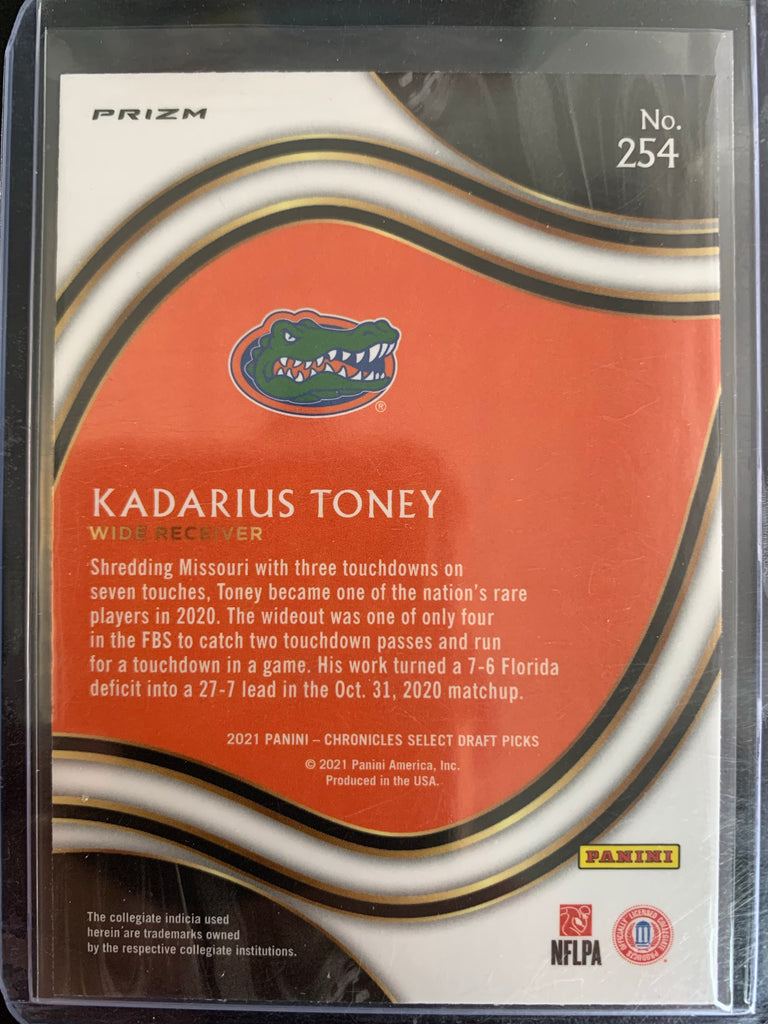 PRIZM
No.
254
®
KADARIUS TONEY
WIDE RECEIVER
Shredding Missouri with three touchdowns on
seven touches, Toney became one of the nation's rare
players in 2020. The wideout was one of only four
in the FBS to catch two touchdown passes and run
for a touchdown in a game. His work turned a 7-6 Florida
deficit into a 27-7 lead in the Oct. 31, 2020 matchup.
2021 PANINI – CHRONICLES SELECT DRAFT PICKS
© 2021 Panini America, Inc.
Produced in the USA.
PANINI
The collegiate indicia used
herein are trademarks owned
by the respective collegiate institutions.
NFLPA
OFFICIALLY LICENSED COLLEGIATE PRODUCTS